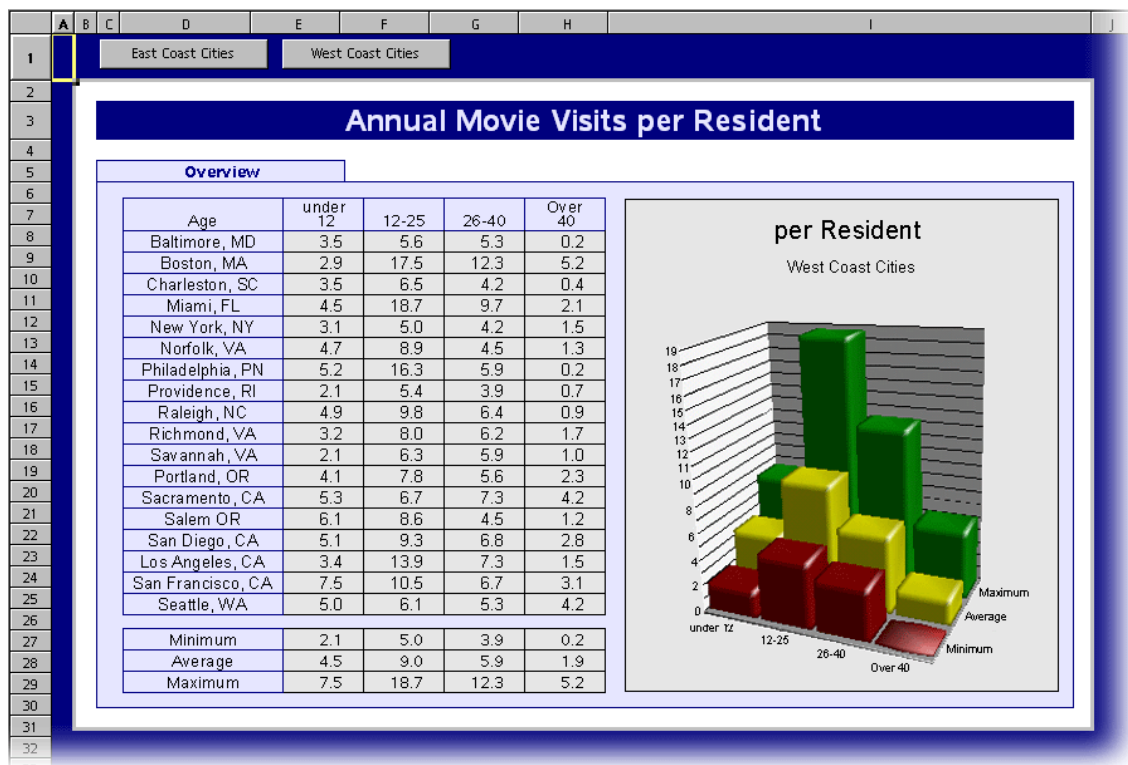 A B C D E F G H I J
1 East Coast Cities West Coast Cities
2
3 Annual Movie Visits per Resident
4
5 Overview
6
7 Age under 12 12-25 26-40 Over 40
8 Baltimore, MD 3.5 5.6 5.3 0.2
9 Boston, MA 2.9 17.5 12.3 5.2
10 Charleston, SC 3.5 6.5 4.2 0.4
11 Miami, FL 4.5 18.7 9.7 2.1
12 New York, NY 3.1 5.0 4.2 1.5
13 Norfolk, VA 4.7 8.9 4.5 1.3
14 Philadelphia, PN 5.2 16.3 5.9 0.2
15 Providence, RI 2.1 5.4 3.9 0.7
16 Raleigh, NC 4.9 9.8 6.4 0.9
17 Richmond, VA 3.2 8.0 6.2 1.7
18 Savannah, VA 2.1 6.3 5.9 1.0
19 Portland, OR 4.1 7.8 5.6 2.3
20 Sacramento, CA 5.3 6.7 7.3 4.2
21 Salem OR 6.1 8.6 4.5 1.2
22 San Diego, CA 5.1 9.3 6.8 2.8
23 Los Angeles, CA 3.4 13.9 7.3 1.5
24 San Francisco, CA 7.5 10.5 6.7 3.1
25 Seattle, WA 5.0 6.1 5.3 4.2
26
27 Minimum 2.1 5.0 3.9 0.2
28 Average 4.5 9.0 5.9 1.9
29 Maximum 7.5 18.7 12.3 5.2
30
31
32
per Resident
West Coast Cities
19
18
17
16
15
14
13
12
11
10
8
6
4
2
0
under 12
12-25
26-40
Over 40
Maximum
Average
Minimum